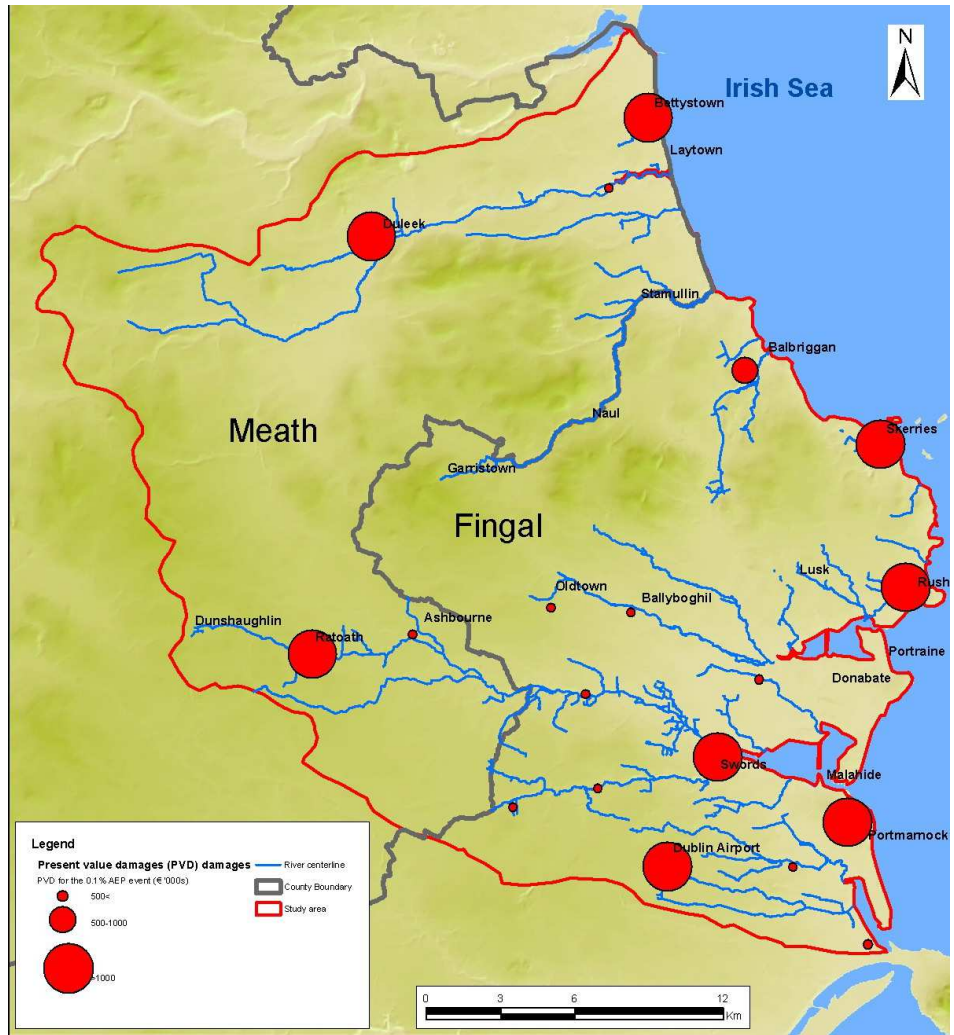 N
Irish Sea
Bettystown
Laytown
Duleek
Stamullin
Balbriggan
Naul
Meath
Skerries
Garristown
Fingal
Lusk
Rush
Oldtown
Ballyboghil
Dunshaughlin
Ashbourne
Ratoath
Portraine
Donabate
Swords
Malahide
Portmarnock
Dublin Airport
Legend
Present value damages (PVD) damages
PVD for the 0.1% AEP event (€ '000s)
500<
500-1000
>1000
River centerline
County Boundary
Study area
0 3 6 12
Km